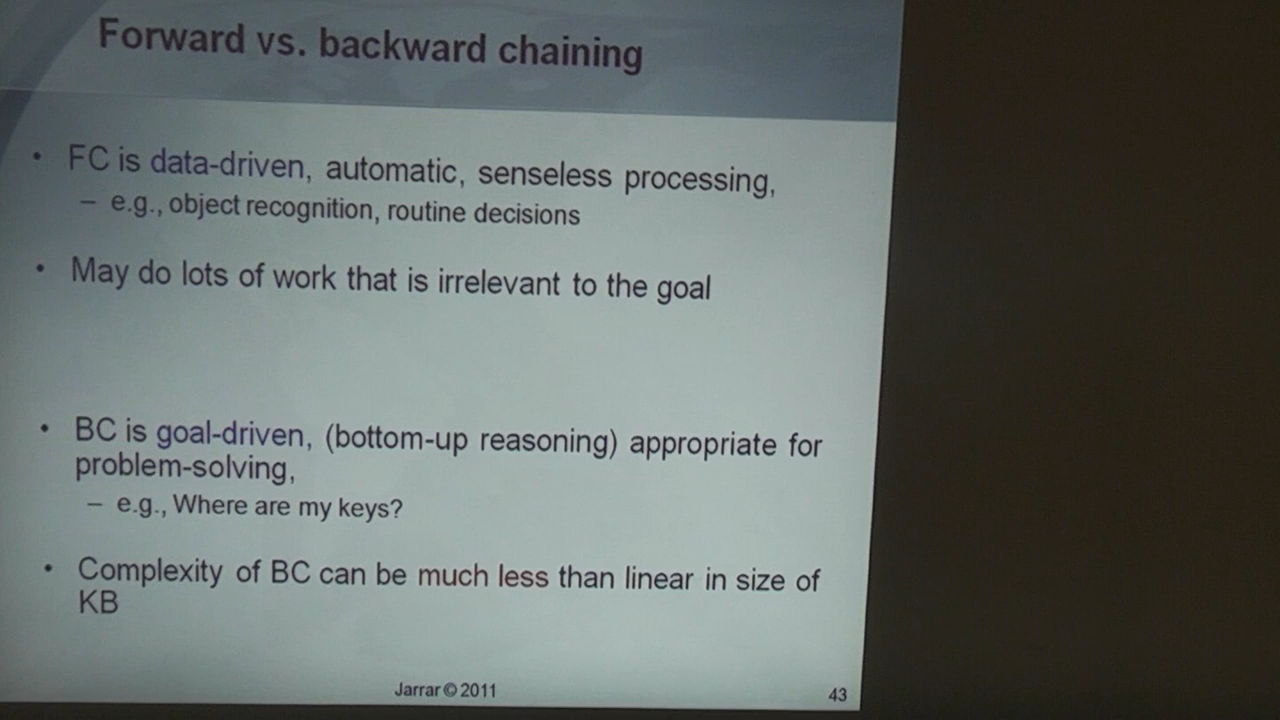 Forward vs. backward chaining
• FC is data-driven, automatic, senseless processing,
– e.g., object recognition, routine decisions
• May do lots of work that is irrelevant to the goal
• BC is goal-driven, (bottom-up reasoning) appropriate for
problem-solving,
– e.g., Where are my keys?
• Complexity of BC can be much less than linear in size of
KB
Jarrar © 2011
43